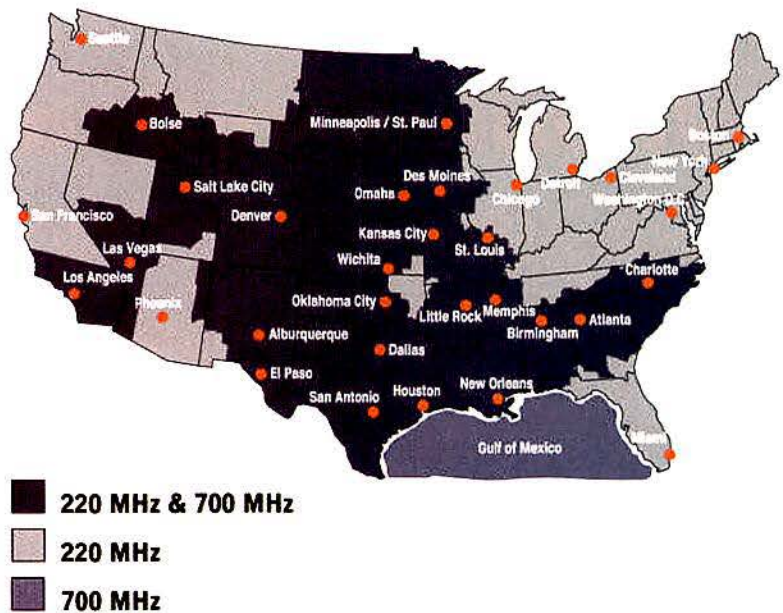 Seattle
Boise
Minneapolis / St. Paul
Boston
New York
Detroit
Cleveland
Des Moines
Salt Lake City
Omaha
Chicago
Washington D.C.
San Francisco
Denver
Kansas City
St. Louis
Las Vegas
Wichita
Los Angeles
Charlotte
Phoenix
Oklahoma City
Little Rock
Memphis
Birmingham
Atlanta
Alburquerque
Dallas
El Paso
San Antonio
Houston
New Orleans
Gulf of Mexico
Miami
220 MHz & 700 MHz
220 MHz
700 MHz